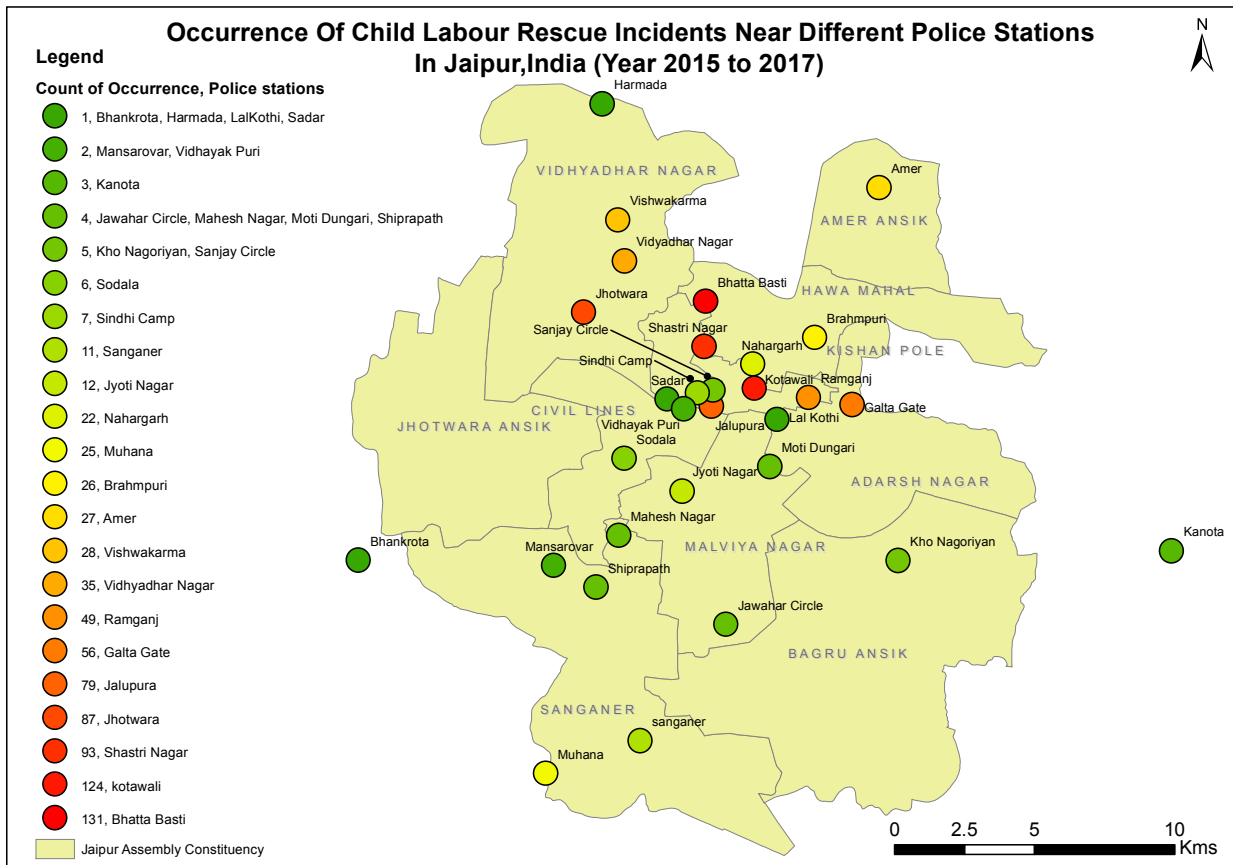 Occurrence Of Child Labour Rescue Incidents Near Different Police Stations
In Jaipur,India (Year 2015 to 2017)
N
Legend
Count of Occurrence, Police stations
1, Bhankrota, Harmada, LalKothi, Sadar
2, Mansarovar, Vidhayak Puri
3, Kanota
4, Jawahar Circle, Mahesh Nagar, Moti Dungari, Shiprapath
5, Kho Nagoriyan, Sanjay Circle
6, Sodala
7, Sindhi Camp
11, Sanganer
12, Jyoti Nagar
22, Nahargarh
25, Muhana
26, Brahmpuri
27, Amer
28, Vishwakarma
35, Vidhyadhar Nagar
49, Ramganj
56, Galta Gate
79, Jalupura
87, Jhotwara
93, Shastri Nagar
124, kotawali
131, Bhatta Basti
Jaipur Assembly Constituency
Harmada
VIDHYADHAR NAGAR
Amer
AMER ANSIK
Vishwakarma
Vidyadhar Nagar
Bhatta Basti
HAWA MAHAL
Jhotwara
Brahmpuri
Sanjay Circle
Shastri Nagar
Nahargarh
KISHAN POLE
Sindhi Camp
Sadar
Kotawali
Ramganj
Galta Gate
CIVIL LINES
JHOTWARA ANSIK
Vidhayak Puri
Jalupura
Lal Kothi
Sodala
Moti Dungari
Jyoti Nagar
ADARSH NAGAR
Mahesh Nagar
Bhankrota
Mansarovar
MALVIYA NAGAR
Kho Nagoriyan
Kanota
Shiprapath
Jawahar Circle
BAGRU ANSIK
SANGANER
sanganer
Muhana
0 2.5 5 10
Kms